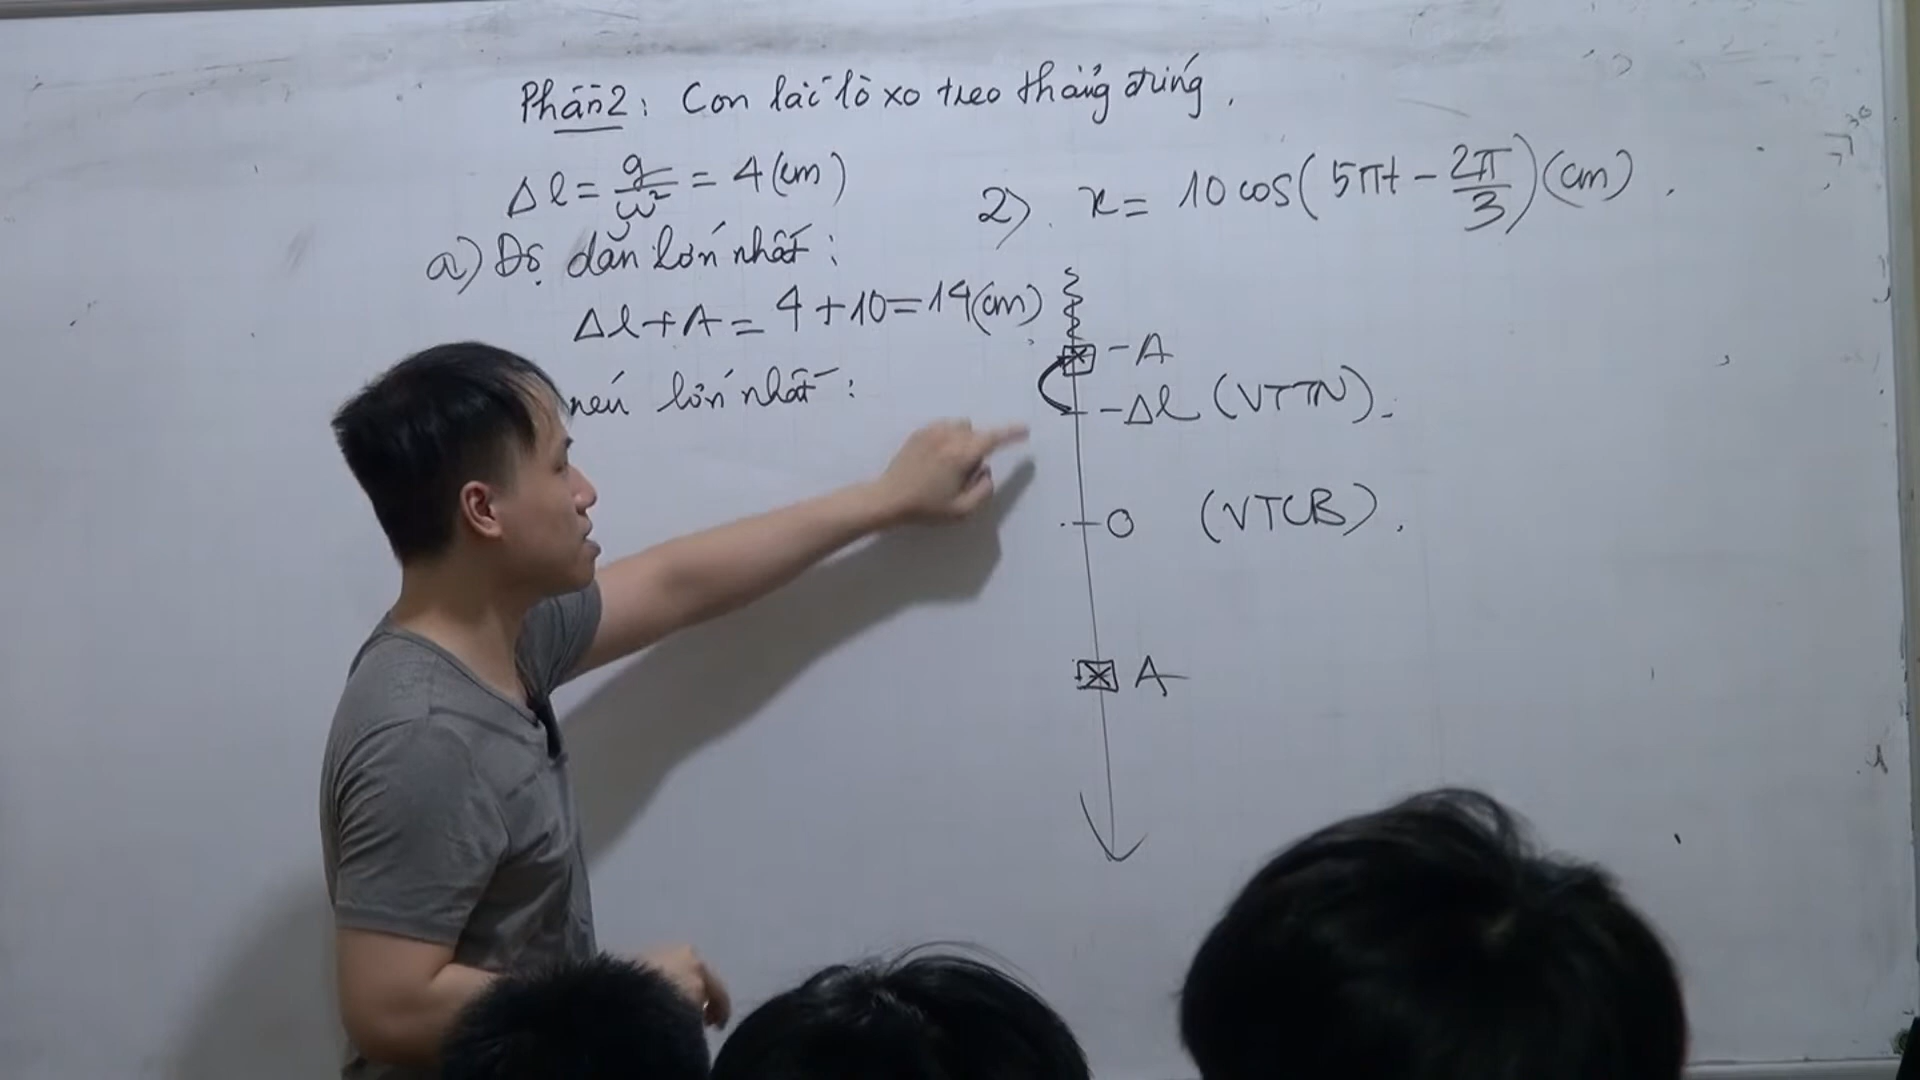 Phần 2: Con lắc lò xo treo thẳng đứng.
Δl = g/ω² = 4 (cm)
a) Độ dãn lớn nhất:
Δl + A = 4 + 10 = 14 (cm)
nén lớn nhất:
2) x = 10 cos(5πt - 2π/3) (cm).
-A
-Δl (VTTN).
O (VTCB).
A